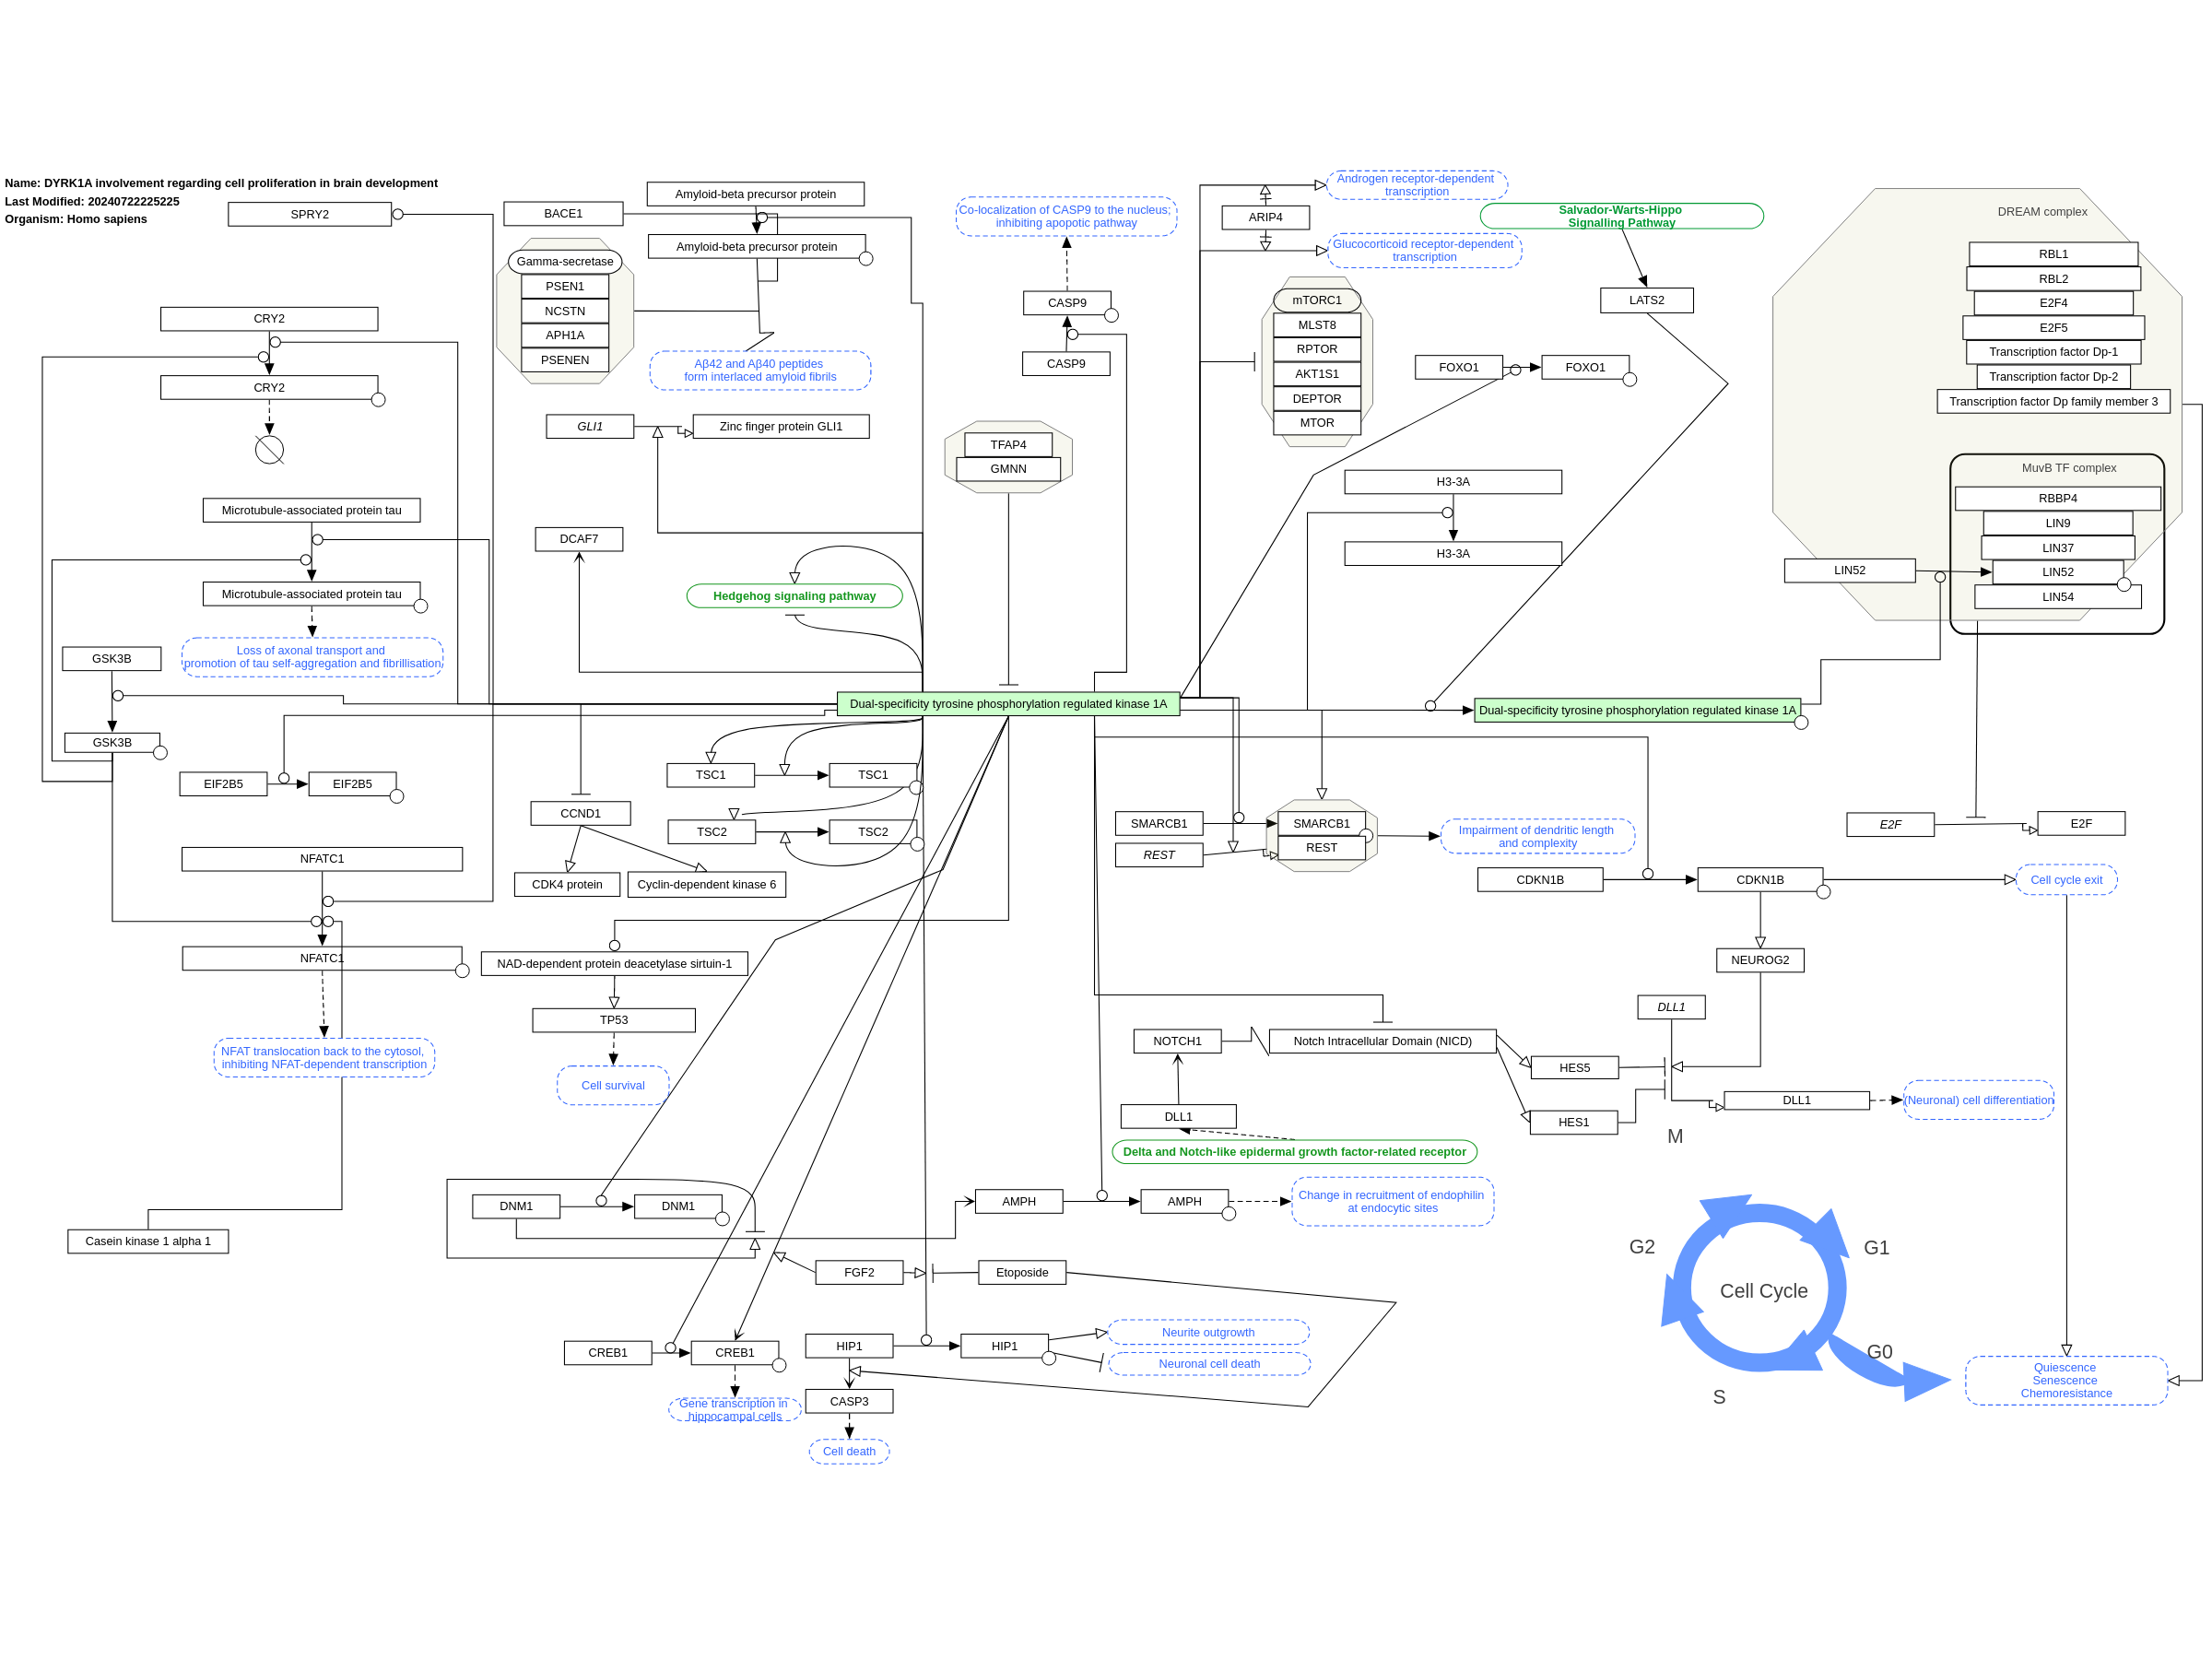 Name: DYRK1A involvement regarding cell proliferation in brain development
Last Modified: 20240722225225
Organism: Homo sapiens
SPRY2
BACE1
Amyloid-beta precursor protein
Amyloid-beta precursor protein
Gamma-secretase
PSEN1
NCSTN
APH1A
PSENEN
Aβ42 and Aβ40 peptides
form interlaced amyloid fibrils
Co-localization of CASP9 to the nucleus;
inhibiting apopotic pathway
CASP9
CASP9
Androgen receptor-dependent
transcription
ARIP4
Glucocorticoid receptor-dependent
transcription
Salvador-Warts-Hippo
Signalling Pathway
LATS2
mTORC1
MLST8
RPTOR
AKT1S1
DEPTOR
MTOR
FOXO1
FOXO1
DREAM complex
RBL1
RBL2
E2F4
E2F5
Transcription factor Dp-1
Transcription factor Dp-2
Transcription factor Dp family member 3
MuvB TF complex
RBBP4
LIN9
LIN37
LIN52
LIN54
LIN52
CRY2
CRY2
GLI1
Zinc finger protein GLI1
TFAP4
GMNN
H3-3A
H3-3A
Microtubule-associated protein tau
Microtubule-associated protein tau
Loss of axonal transport and
promotion of tau self-aggregation and fibrillisation
DCAF7
Hedgehog signaling pathway
GSK3B
GSK3B
EIF2B5
EIF2B5
Dual-specificity tyrosine phosphorylation regulated kinase 1A
Dual-specificity tyrosine phosphorylation regulated kinase 1A
TSC1
TSC1
TSC2
TSC2
CCND1
CDK4 protein
Cyclin-dependent kinase 6
SMARCB1
REST
SMARCB1
REST
Impairment of dendritic length
and complexity
E2F
E2F
CDKN1B
CDKN1B
Cell cycle exit
NFATC1
NFATC1
NFAT translocation back to the cytosol,
inhibiting NFAT-dependent transcription
NAD-dependent protein deacetylase sirtuin-1
TP53
Cell survival
NEUROG2
DLL1
NOTCH1
Notch Intracellular Domain (NICD)
HES5
HES1
DLL1
(Neuronal) cell differentiation
DLL1
Delta and Notch-like epidermal growth factor-related receptor
M
Casein kinase 1 alpha 1
DNM1
DNM1
AMPH
AMPH
Change in recruitment of endophilin
at endocytic sites
FGF2
Etoposide
G2
G1
Cell Cycle
G0
S
CREB1
CREB1
Gene transcription in
hippocampal cells
HIP1
HIP1
Neurite outgrowth
Neuronal cell death
CASP3
Cell death
Quiescence
Senescence
Chemoresistance